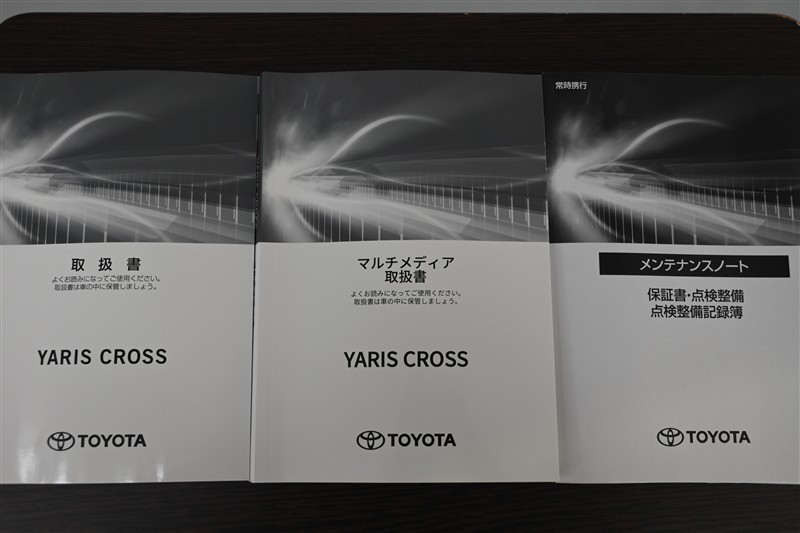 取扱書
よくお読みになってご使用ください。
取扱書は車の中に保管しましょう。
YARIS CROSS
TOYOTA
マルチメディア
取扱書
よくお読みになってご使用ください。
取扱書は車の中に保管しましょう。
YARIS CROSS
TOYOTA
常時携行
メンテナンスノート
保証書・点検整備
点検整備記録簿
TOYOTA